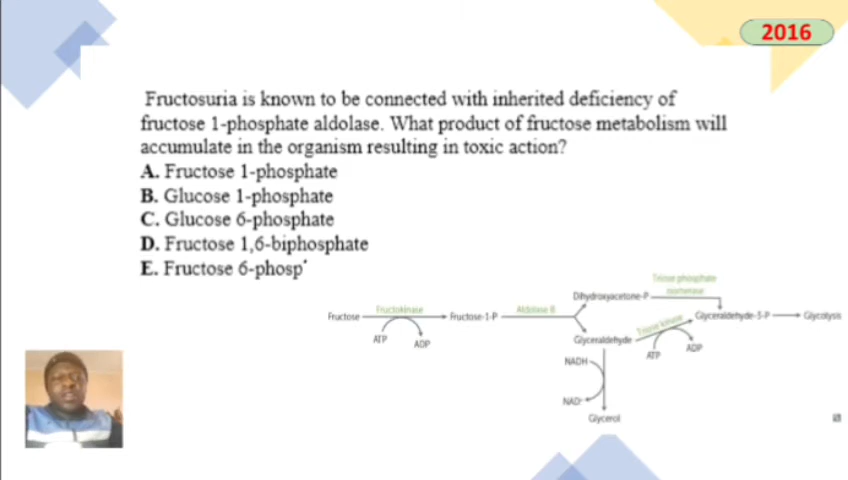 2016
Fructosuria is known to be connected with inherited deficiency of
fructose 1-phosphate aldolase. What product of fructose metabolism will
accumulate in the organism resulting in toxic action?
A. Fructose 1-phosphate
B. Glucose 1-phosphate
C. Glucose 6-phosphate
D. Fructose 1,6-biphosphate
E. Fructose 6-phosp
Triose phosphate
Dihydroxyacetone-P
Fructokinase
Aldolase B
Fructose
Fructose-1-P
Triose kinase
Glyceraldehyde-3-P
Glycolysis
ATP
ADP
Glyceraldehyde
ATP
ADP
NADH
NAD+
Glycerol